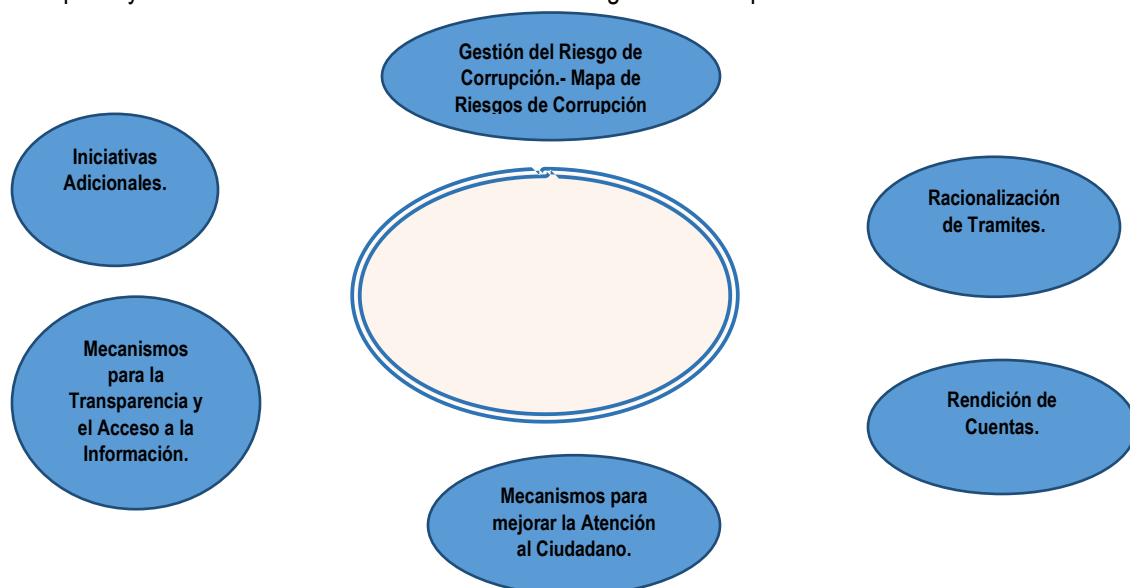 Gestión del Riesgo de
Corrupción.- Mapa de
Riesgos de Corrupción
Iniciativas
Adicionales.
Racionalización
de Tramites.
Mecanismos
para la
Transparencia y
el Acceso a la
Información.
Rendición de
Cuentas.
Mecanismos para
mejorar la Atención
al Ciudadano.